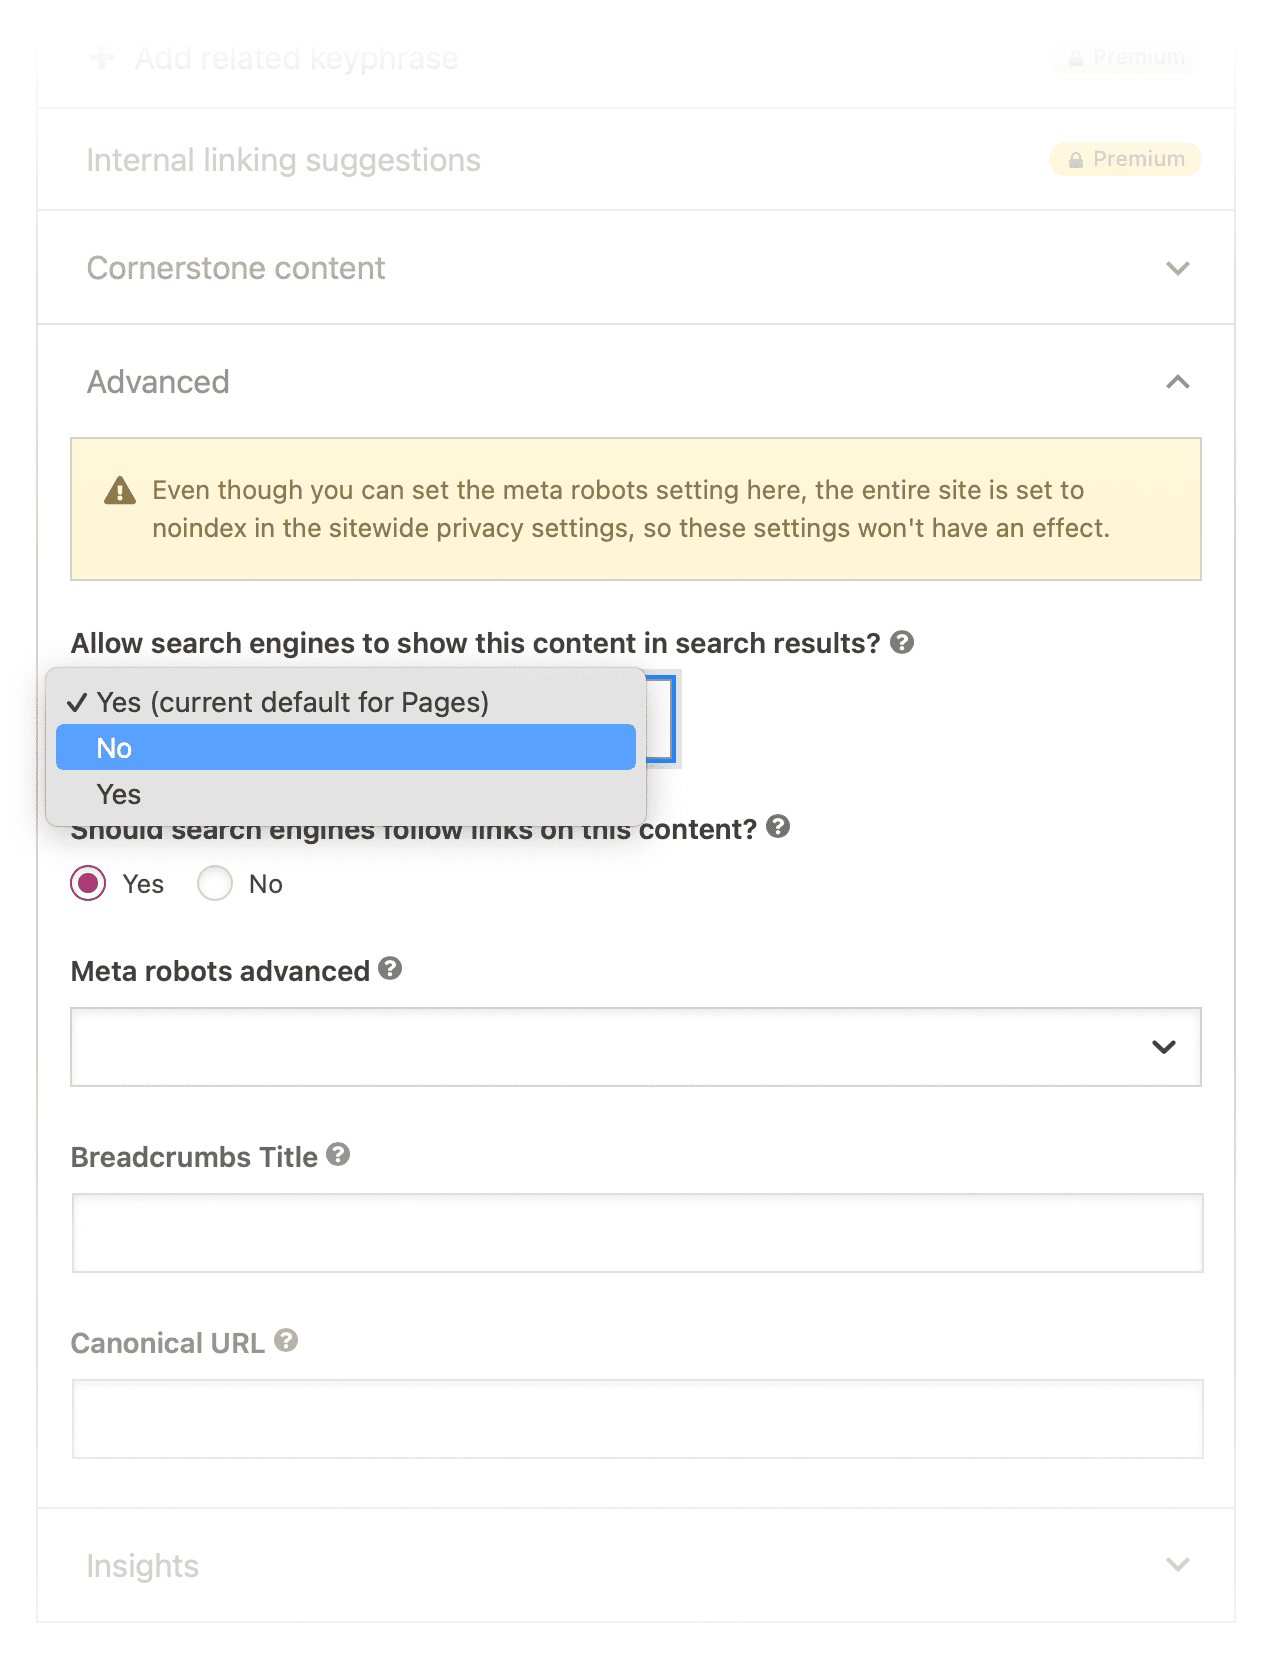 Add related keyphrase
Premium
Internal linking suggestions
Premium
Cornerstone content
Advanced
Even though you can set the meta robots setting here, the entire site is set to
noindex in the sitewide privacy settings, so these settings won't have an effect.
Allow search engines to show this content in search results?
Yes (current default for Pages)
No
Yes
Should search engines follow links on this content?
Yes
No
Meta robots advanced
Breadcrumbs Title
Canonical URL
Insights